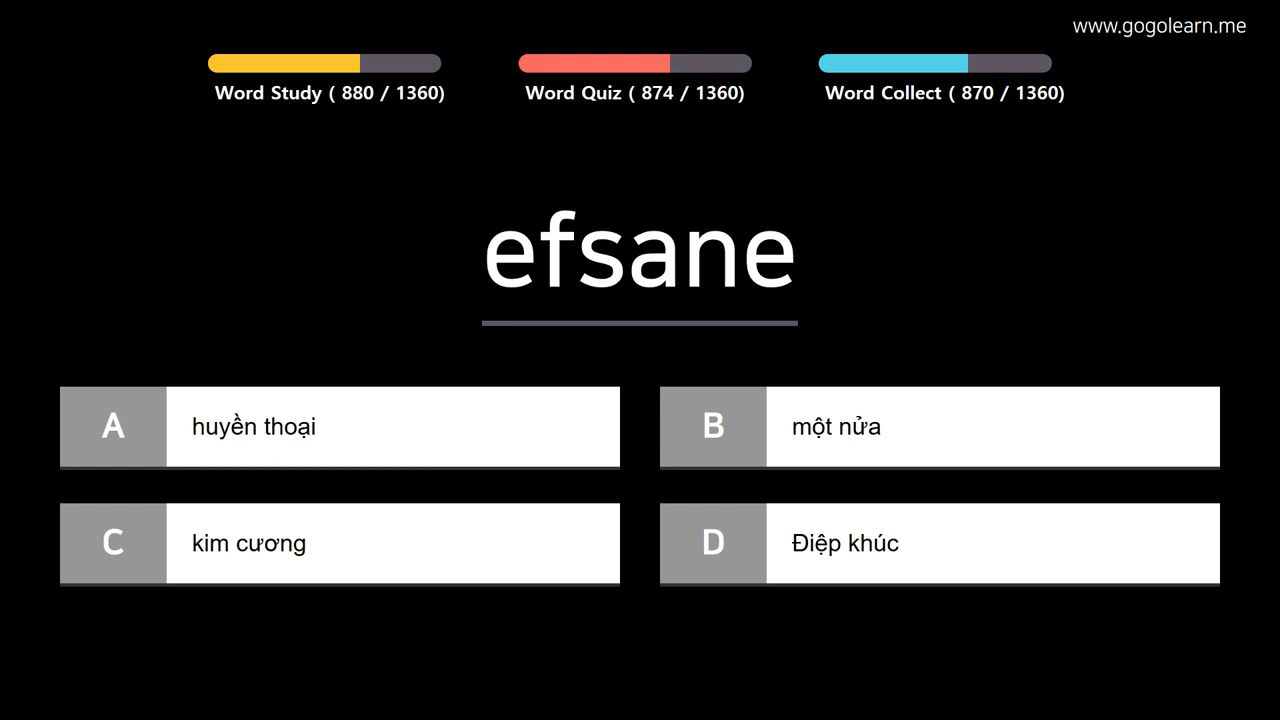 www.gogolearn.me
Word Study ( 880 / 1360)
Word Quiz ( 874 / 1360)
Word Collect ( 870 / 1360)
efsane
A huyền thoại
B một nửa
C kim cương
D Điệp khúc